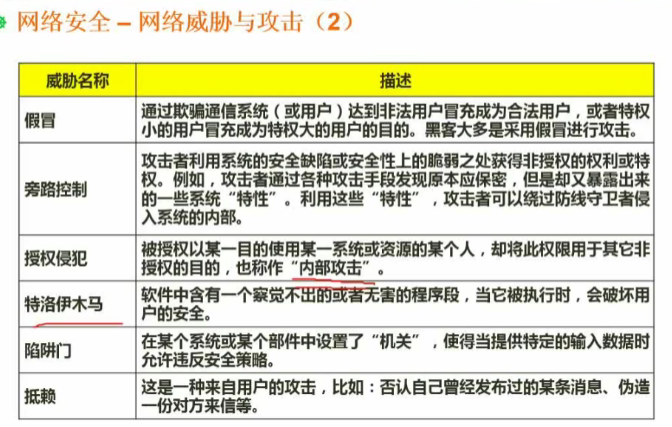 网络安全 – 网络威胁与攻击（2）
威胁名称 描述
假冒
通过欺骗通信系统（或用户）达到非法用户冒充成为合法用户，或者特权
小的用户冒充成为特权大的用户的目的。黑客大多是采用假冒进行攻击。
旁路控制
攻击者利用系统的安全缺陷或安全性上的脆弱之处获得非授权的权利或特
权。例如，攻击者通过各种攻击手段发现原本应保密，但是却又暴露出来
的一些系统“特性”。利用这些“特性”，攻击者可以绕过防线守卫者侵
入系统的内部。
授权侵犯
被授权以某一目的使用某一系统或资源的某个人，却将此权限用于其它非
授权的目的，也称作“内部攻击”。
特洛伊木马
软件中含有一个察觉不出的或者无害的程序段，当它被执行时，会破坏用
户的安全。
陷阱门
在某个系统或某个部件中设置了“机关”，使得当提供特定的输入数据时
允许违反安全策略。
抵赖
这是一种来自用户的攻击，比如：否认自己曾经发布过的某条消息、伪造
一份对方来信等。